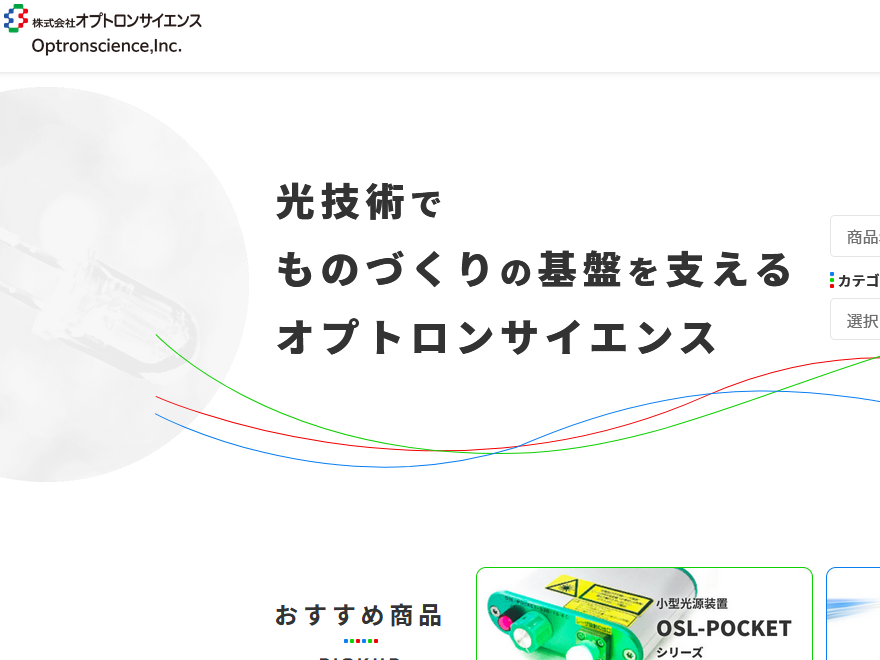 株式会社オプトロンサイエンス
Optronscience,Inc.
光技術で
ものづくりの基盤を支える
オプトロンサイエンス
商品
カテゴ
選択
おすすめ商品
小型光源装置
OSL-POCKET
シリーズ